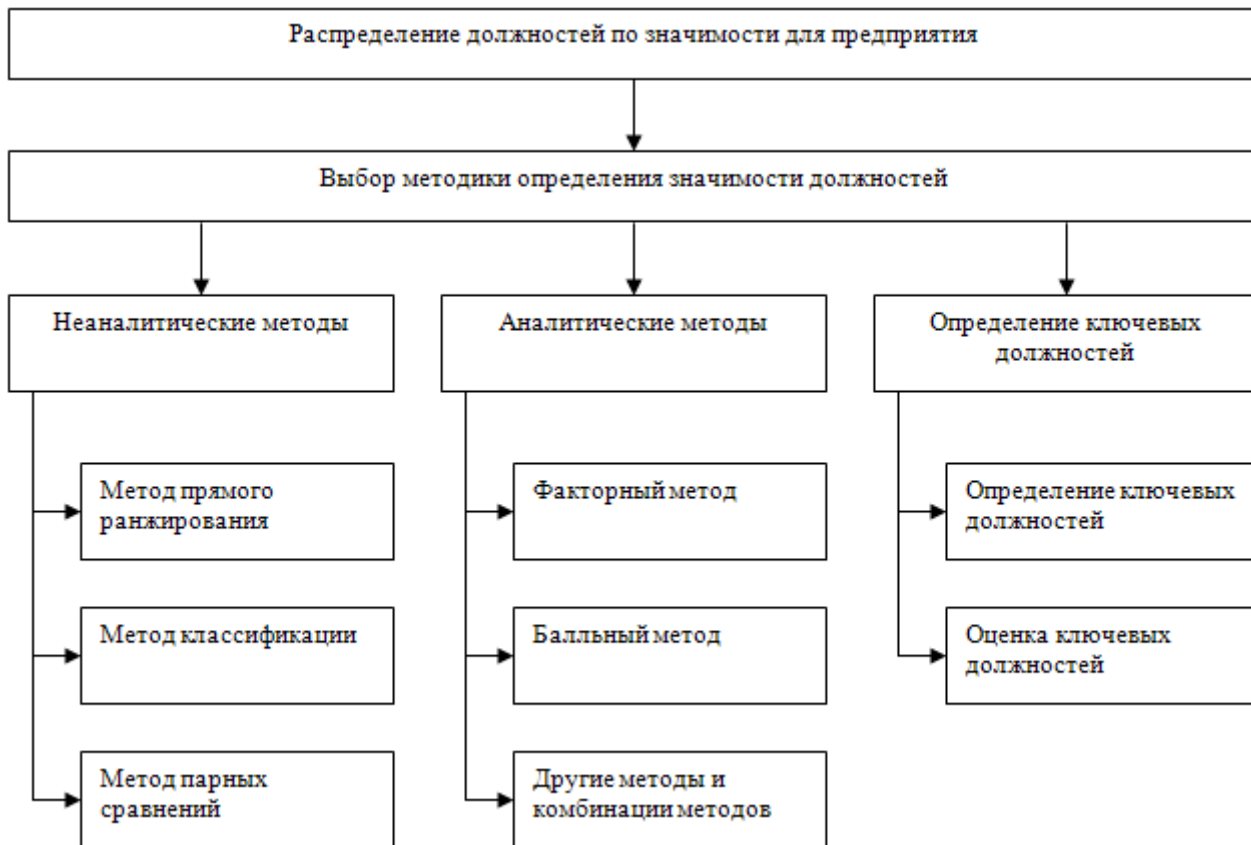 Распределение должностей по значимости для предприятия
Выбор методики определения значимости должностей
Неаналитические методы
Метод прямого
ранжирования
Метод классификации
Метод парных
сравнений
Аналитические методы
Факторный метод
Балльный метод
Другие методы и
комбинации методов
Определение ключевых
должностей
Определение ключевых
должностей
Оценка ключевых
должностей